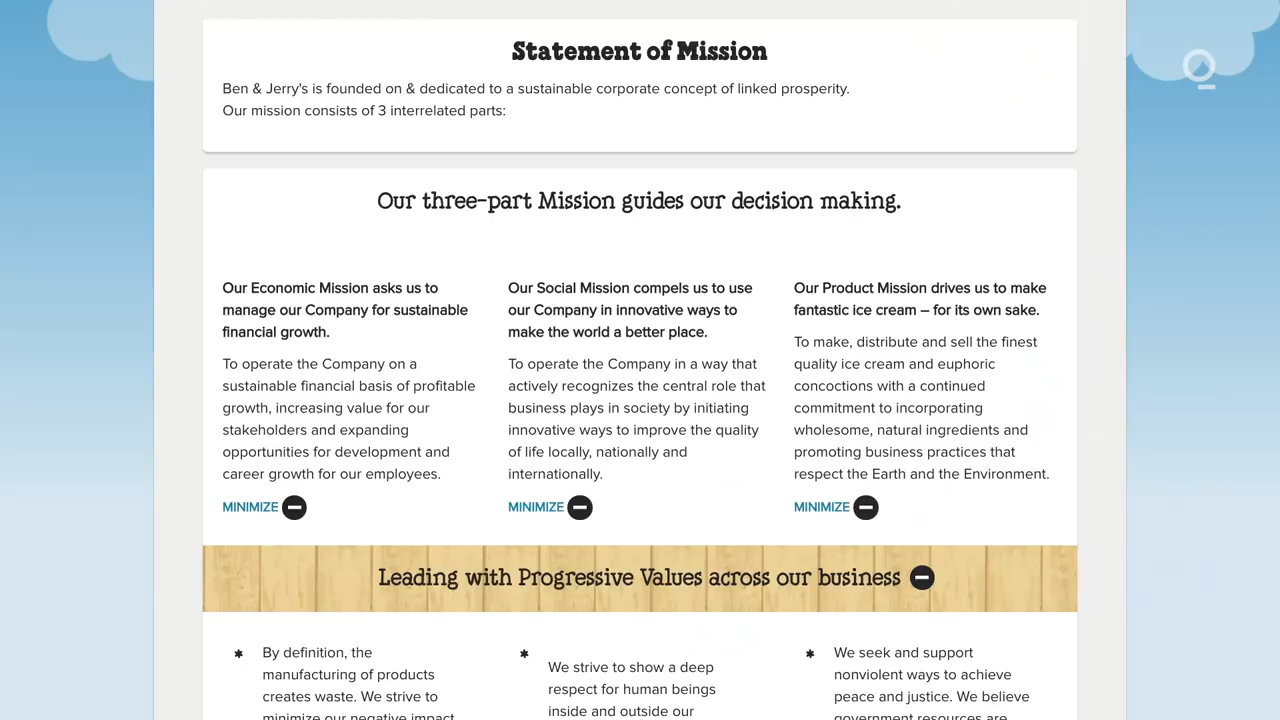 Statement of Mission
Ben & Jerry's is founded on & dedicated to a sustainable corporate concept of linked prosperity.
Our mission consists of 3 interrelated parts:
Our three-part Mission guides our decision making.
Our Economic Mission asks us to
manage our Company for sustainable
financial growth.
To operate the Company on a
sustainable financial basis of profitable
growth, increasing value for our
stakeholders and expanding
opportunities for development and
career growth for our employees.
MINIMIZE
Our Social Mission compels us to use
our Company in innovative ways to
make the world a better place.
To operate the Company in a way that
actively recognizes the central role that
business plays in society by initiating
innovative ways to improve the quality
of life locally, nationally and
internationally.
MINIMIZE
Our Product Mission drives us to make
fantastic ice cream – for its own sake.
To make, distribute and sell the finest
quality ice cream and euphoric
concoctions with a continued
commitment to incorporating
wholesome, natural ingredients and
promoting business practices that
respect the Earth and the Environment.
MINIMIZE
Leading with Progressive Values across our business
By definition, the
manufacturing of products
creates waste. We strive to
minimize our negative impact
We strive to show a deep
respect for human beings
inside and outside our
We seek and support
nonviolent ways to achieve
peace and justice. We believe
government resources are